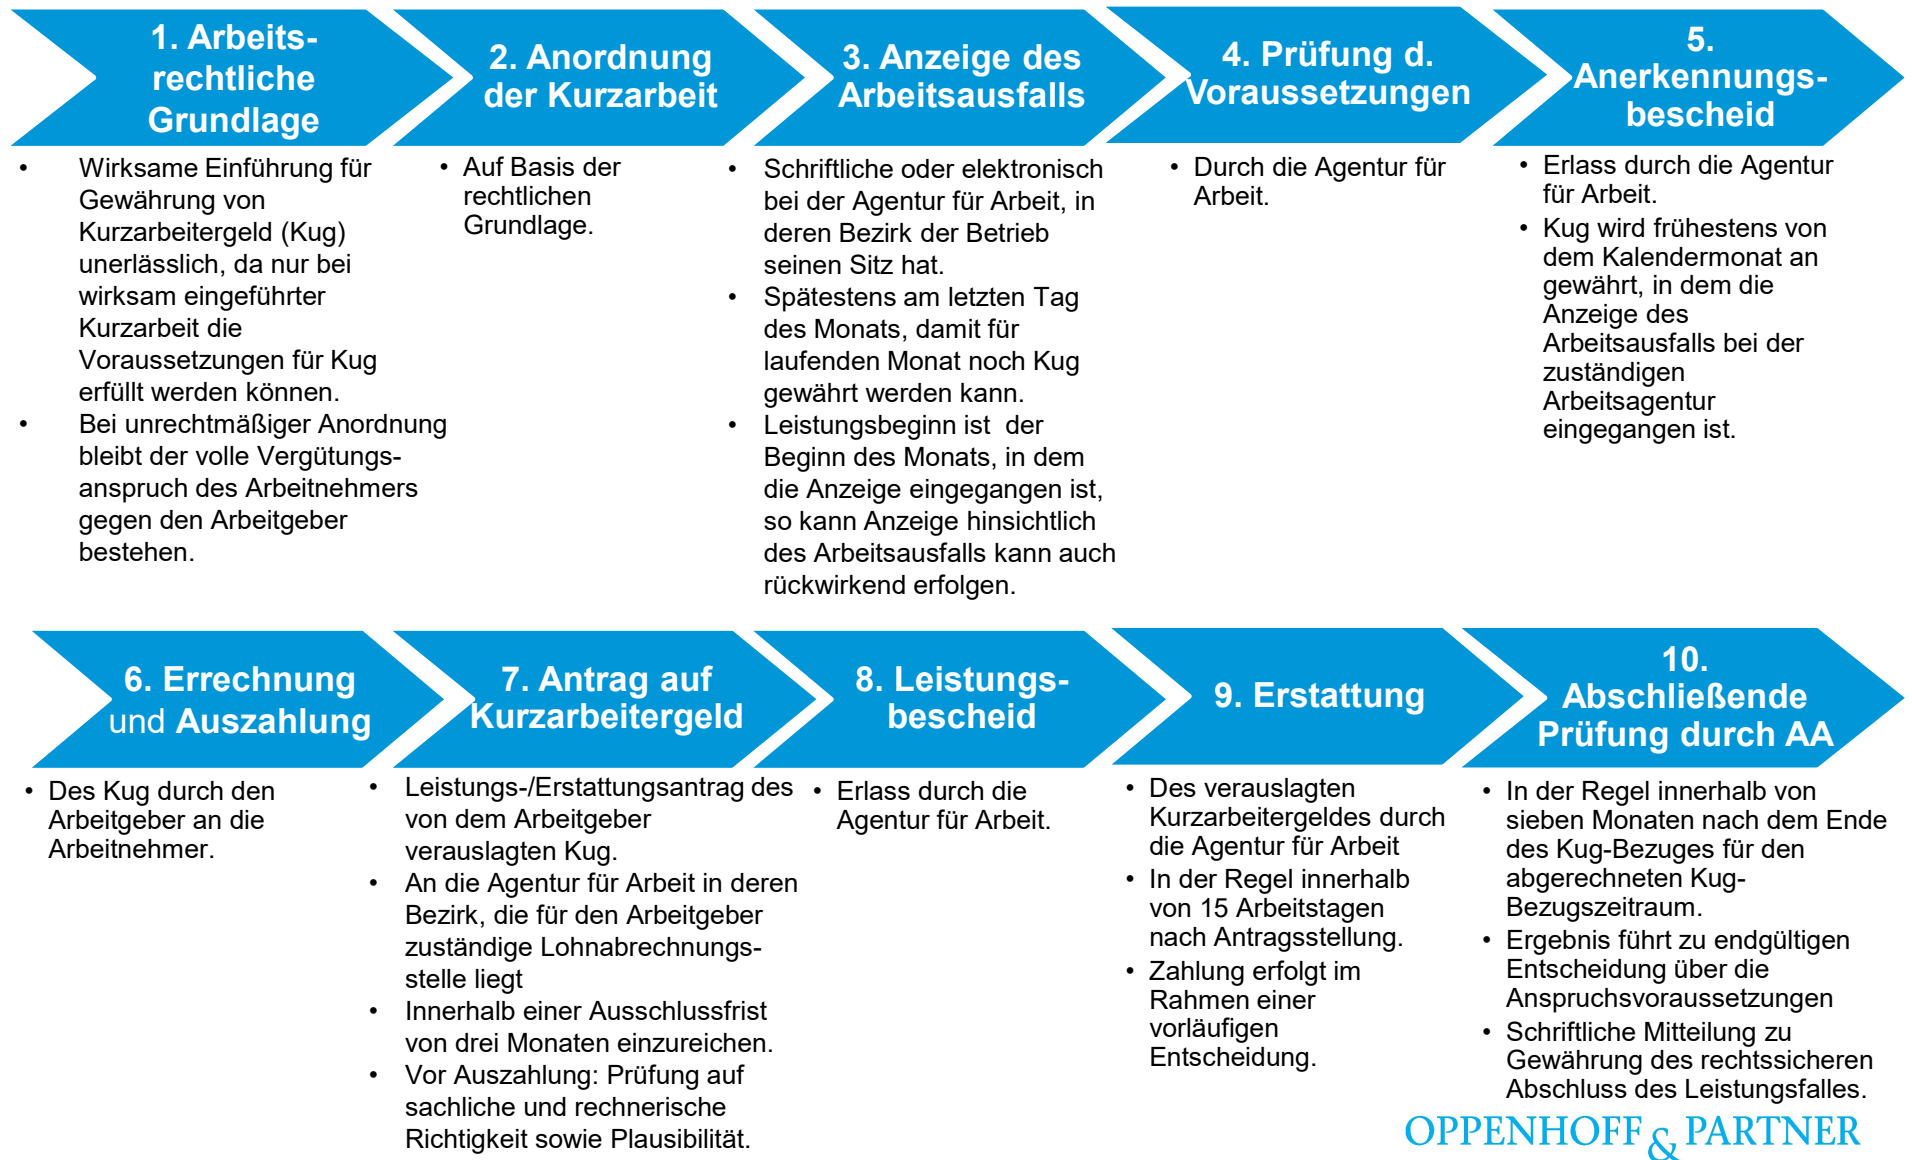 1. Arbeits-
rechtliche
Grundlage
• Wirksame Einführung für
Gewährung von
Kurzarbeitergeld (Kug)
unerlässlich, da nur bei
wirksam eingeführter
Kurzarbeit die
Voraussetzungen für Kug
erfüllt werden können.
• Bei unrechtmäßiger Anordnung
bleibt der volle Vergütungs-
anspruch des Arbeitnehmers
gegen den Arbeitgeber
bestehen.
2. Anordnung
der Kurzarbeit
• Auf Basis der
rechtlichen
Grundlage.
3. Anzeige des
Arbeitsausfalls
• Schriftliche oder elektronisch
bei der Agentur für Arbeit, in
deren Bezirk der Betrieb
seinen Sitz hat.
• Spätestens am letzten Tag
des Monats, damit für
laufenden Monat noch Kug
gewährt werden kann.
• Leistungsbeginn ist der
Beginn des Monats, in dem
die Anzeige eingegangen ist,
so kann Anzeige hinsichtlich
des Arbeitsausfalls kann auch
rückwirkend erfolgen.
4. Prüfung d.
Voraussetzungen
• Durch die Agentur für
Arbeit.
5.
Anerkennungs-
bescheid
• Erlass durch die Agentur
für Arbeit.
• Kug wird frühestens von
dem Kalendermonat an
gewährt, in dem die
Anzeige des
Arbeitsausfalls bei der
zuständigen
Arbeitsagentur
eingegangen ist.
6. Errechnung
und Auszahlung
• Des Kug durch den
Arbeitgeber an die
Arbeitnehmer.
7. Antrag auf
Kurzarbeitergeld
• Leistungs-/Erstattungsantrag des
von dem Arbeitgeber
verauslagten Kug.
• An die Agentur für Arbeit in deren
Bezirk, die für den Arbeitgeber
zuständige Lohnabrechnungs-
stelle liegt
• Innerhalb einer Ausschlussfrist
von drei Monaten einzureichen.
• Vor Auszahlung: Prüfung auf
sachliche und rechnerische
Richtigkeit sowie Plausibilität.
8. Leistungs-
bescheid
• Erlass durch die
Agentur für Arbeit.
9. Erstattung
• Des verauslagten
Kurzarbeitergeldes durch
die Agentur für Arbeit
• In der Regel innerhalb
von 15 Arbeitstagen
nach Antragsstellung.
• Zahlung erfolgt im
Rahmen einer
vorläufigen
Entscheidung.
10.
Abschließende
Prüfung durch AA
• In der Regel innerhalb von
sieben Monaten nach dem Ende
des Kug-Bezuges für den
abgerechneten Kug-
Bezugszeitraum.
• Ergebnis führt zu endgültigen
Entscheidung über die
Anspruchsvoraussetzungen
• Schriftliche Mitteilung zu
Gewährung des rechtssicheren
Abschluss des Leistungsfalles.
OPPENHOFF & PARTNER